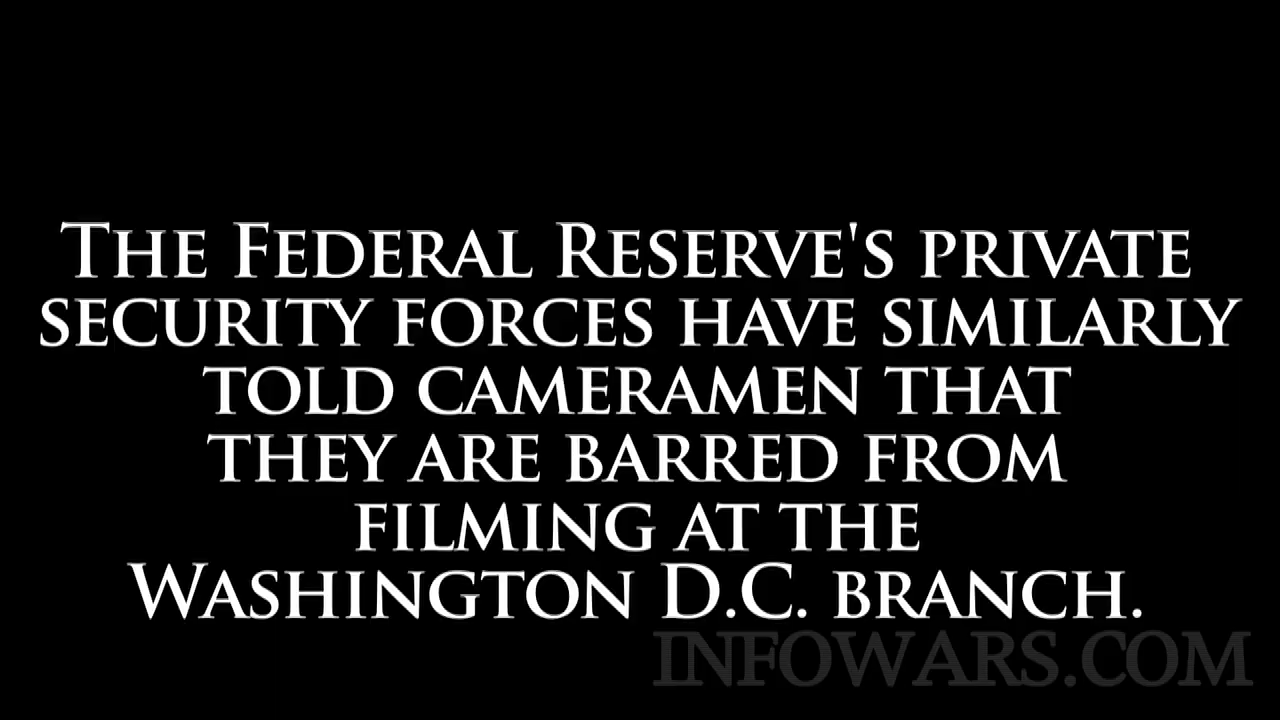 The Federal Reserve's private
security forces have similarly
told cameramen that
they are barred from
filming at the
Washington D.C. branch.
INFOWARS.COM